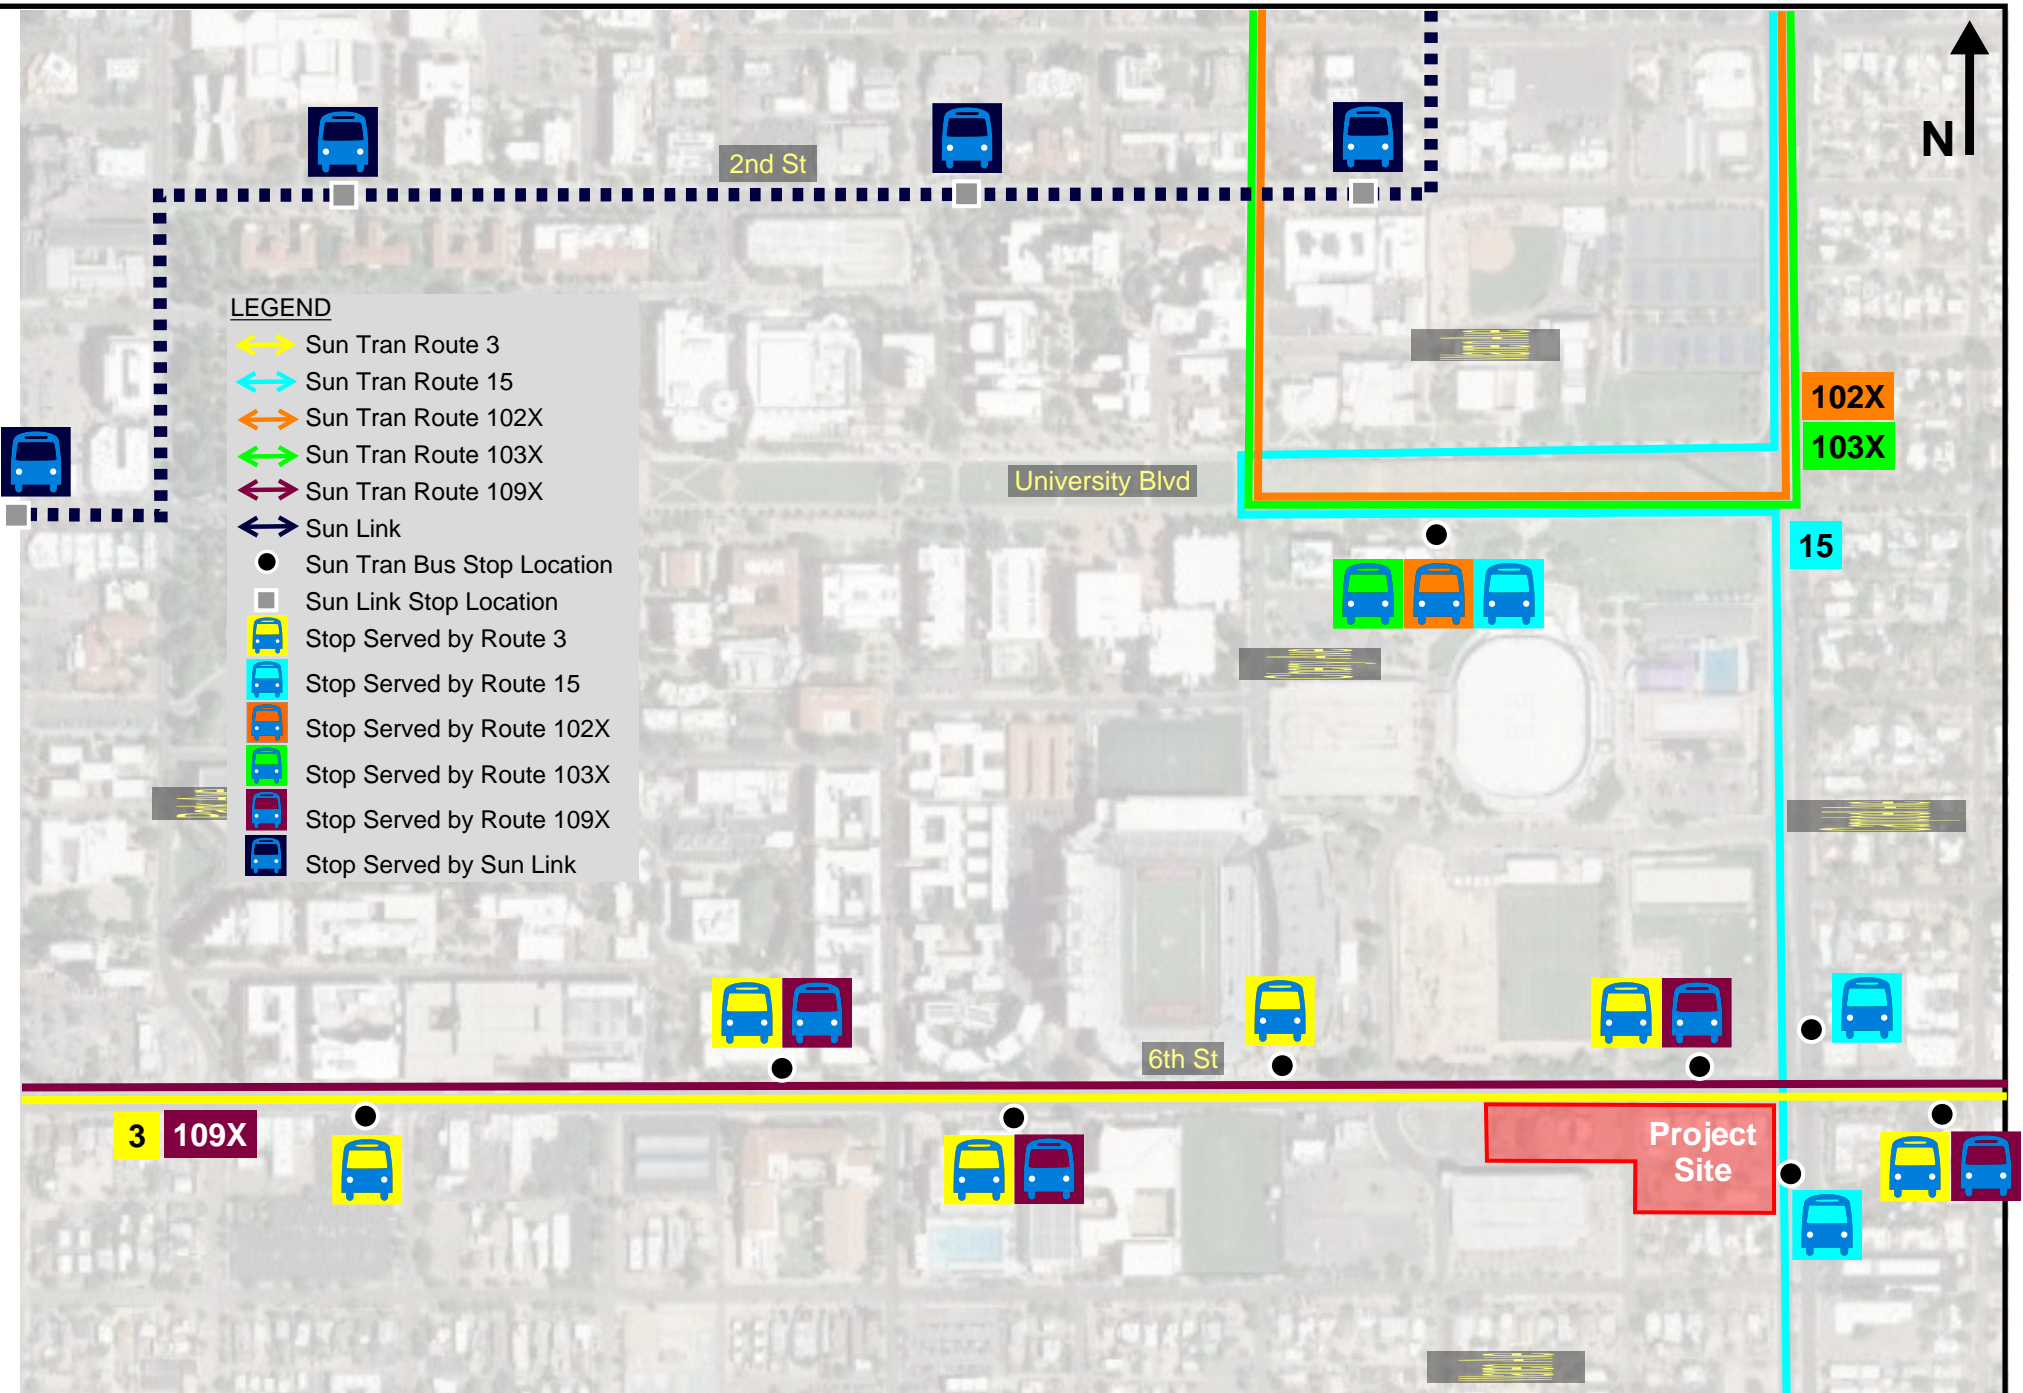 N
2nd St
LEGEND
Sun Tran Route 3
Sun Tran Route 15
Sun Tran Route 102X
Sun Tran Route 103X
Sun Tran Route 109X
Sun Link
Sun Tran Bus Stop Location
Sun Link Stop Location
Stop Served by Route 3
Stop Served by Route 15
Stop Served by Route 102X
Stop Served by Route 103X
Stop Served by Route 109X
Stop Served by Sun Link
102X
103X
University Blvd
15
6th St
3
109X
Project
Site